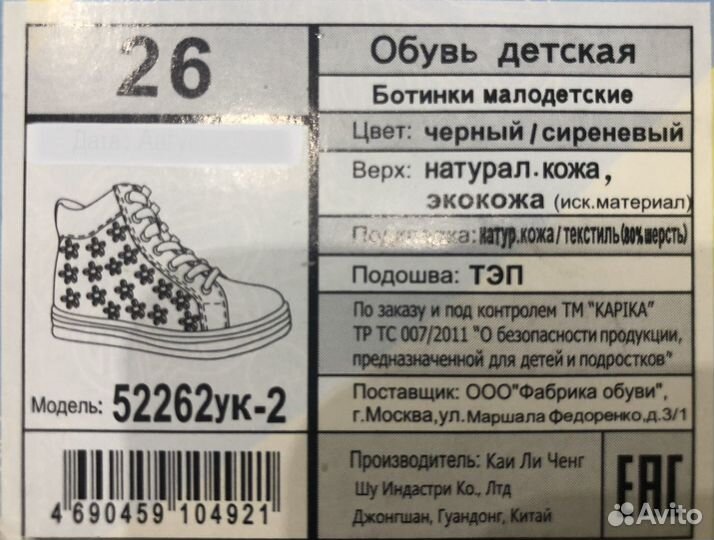 26
Обувь детская
Ботинки малодетские
Цвет: черный/сиреневый
Верх: натурал.кожа,
экокожа (иск.материал)
Подкладка: натур.кожа/текстиль(80%шерсть)
Подошва: ТЭП
По заказу и под контролем ТМ "KAPIKA"
ТР ТС 007/2011 "О безопасности продукции,
предназначенной для детей и подростков"
Модель: 52262ук-2
Поставщик: ООО"Фабрика обуви",
г.Москва,ул.Маршала Федоренко,д.3/1
Производитель: Каи Ли Ченг
Шу Индастри Ко., Лтд
Джонгшан, Гуандонг, Китай
EAC
4 690459 104921
Avito